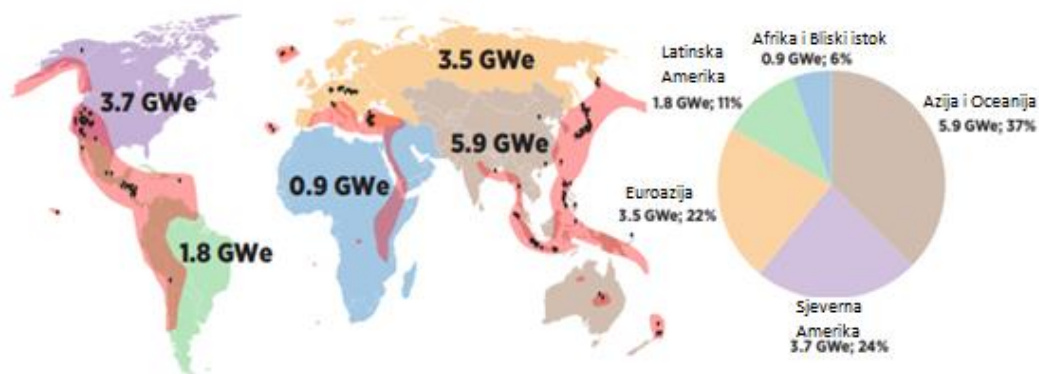 3.7 GWe
1.8 GWe
3.5 GWe
0.9 GWe
5.9 GWe
Latinska
Amerika
1.8 GWe; 11%
Afrika i Bliski istok
0.9 GWe; 6%
Azija i Oceanija
5.9 GWe; 37%
Euroazija
3.5 GWe; 22%
Sjeverna
Amerika
3.7 GWe; 24%